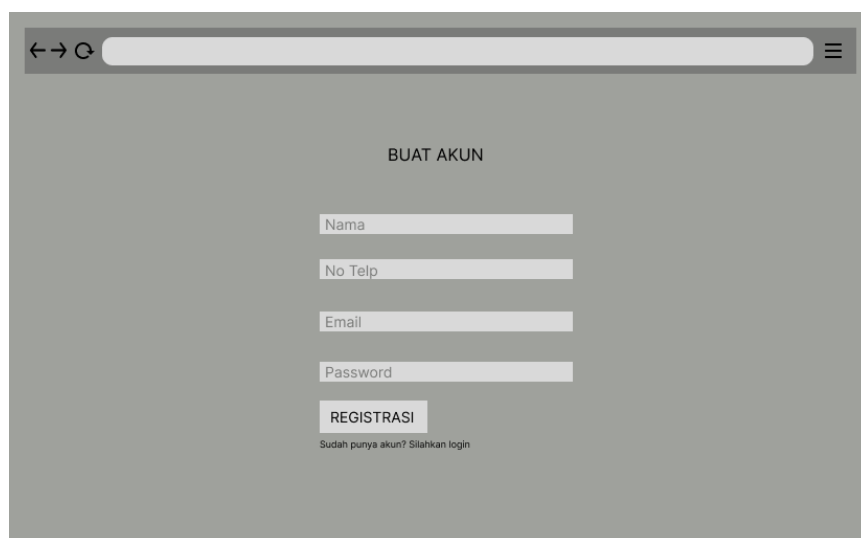 BUAT AKUN
Nama
No Telp
Email
Password
REGISTRASI
Sudah punya akun? Silahkan login